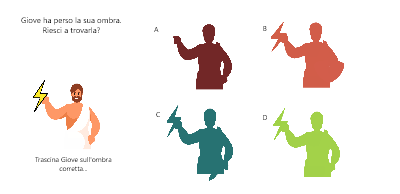 Giove ha perso la sua ombra.
Riesci a trovarla?
A
B
C
D
Trascina Giove sull'ombra
corretta...